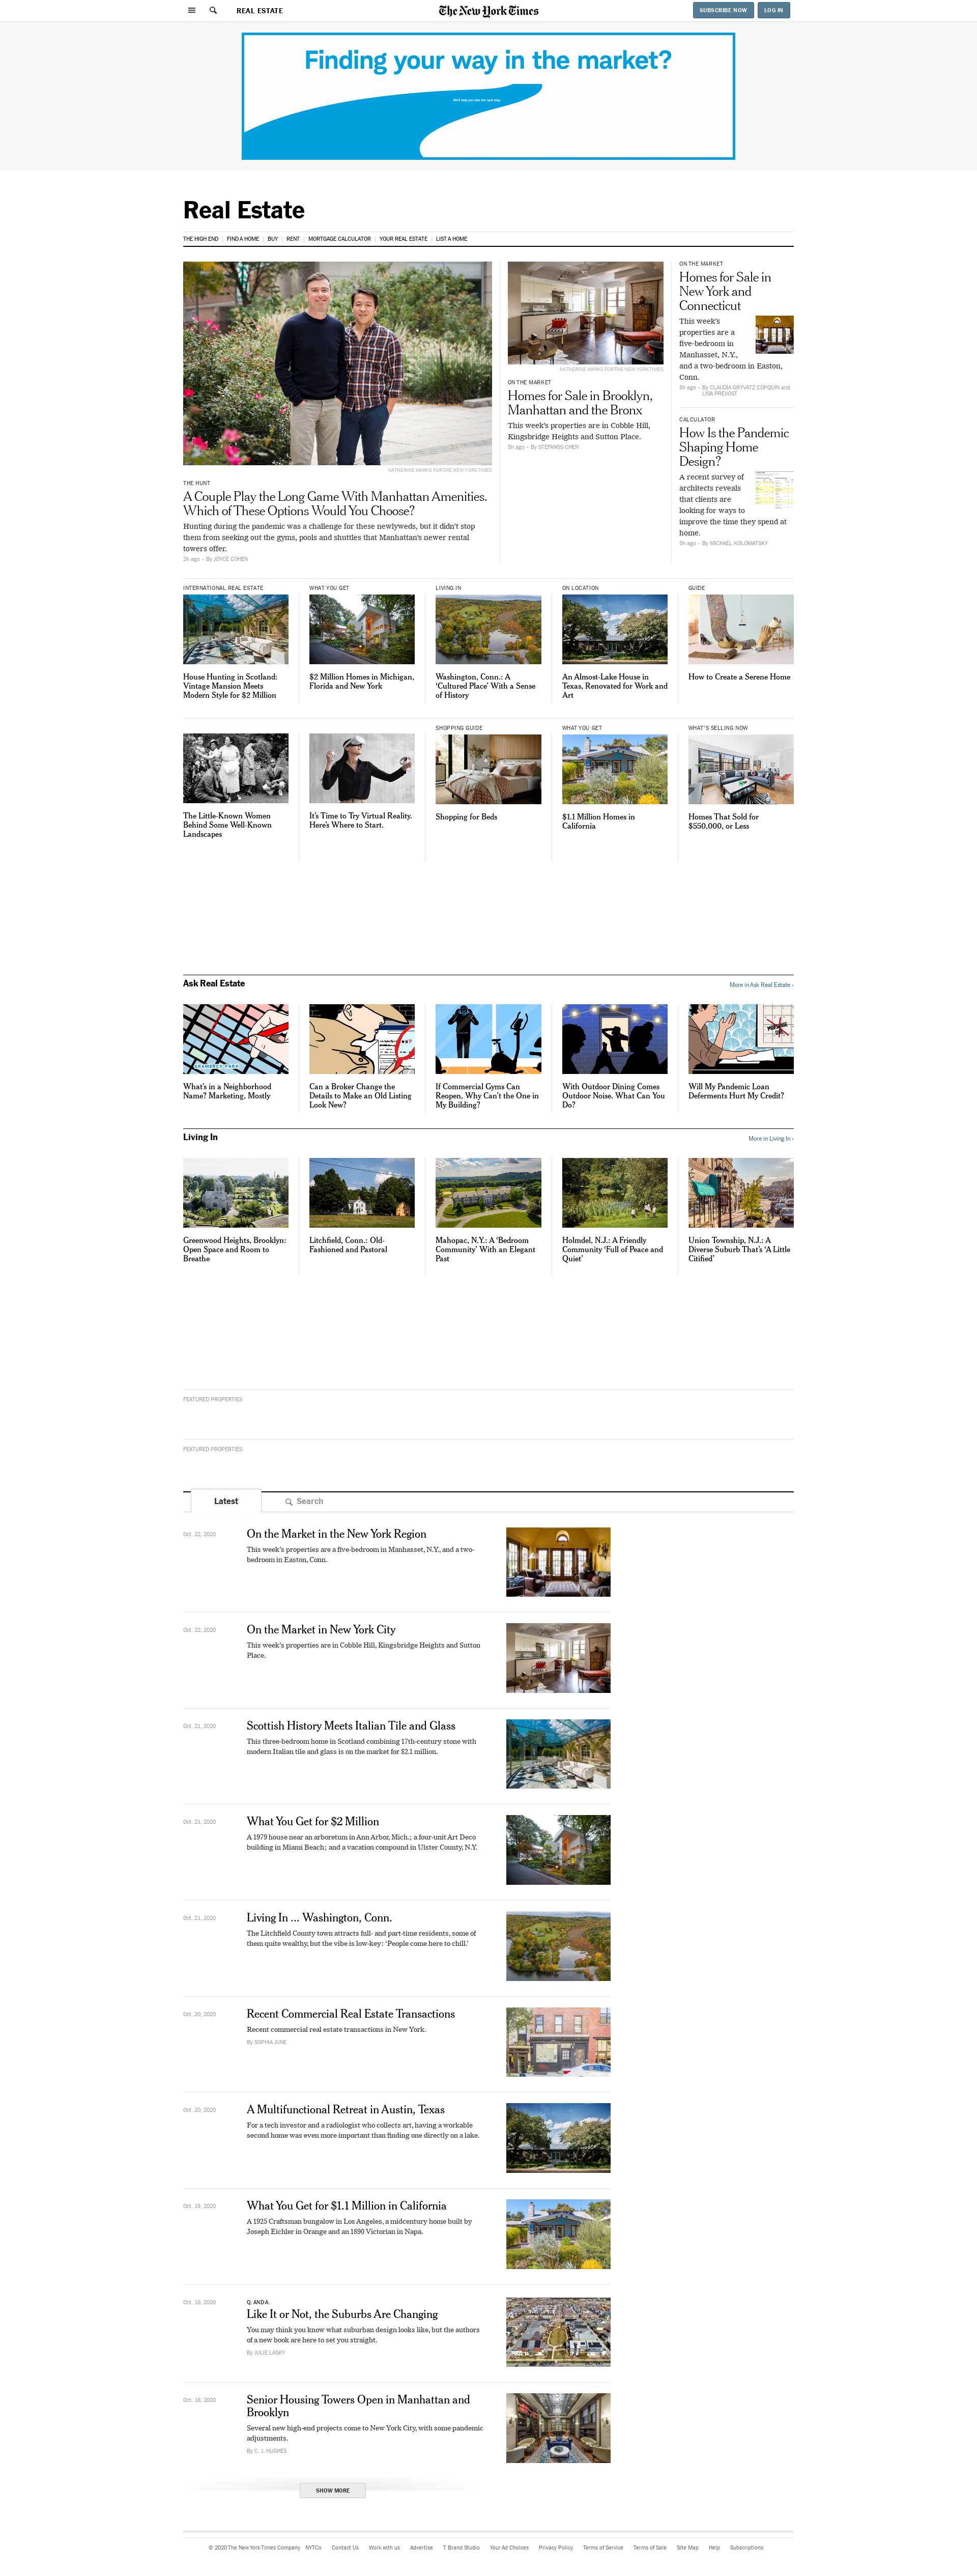 REAL ESTATE
The New York Times
SUBSCRIBE NOW
LOG IN
Finding your way in the market?
We'll help you take the next step.
Real Estate
THE HIGH END
FIND A HOME
BUY
RENT
MORTGAGE CALCULATOR
YOUR REAL ESTATE
LIST A HOME
KATHERINE MARKS FOR THE NEW YORK TIMES
THE HUNT
A Couple Play the Long Game With Manhattan Amenities.
Which of These Options Would You Choose?
Hunting during the pandemic was a challenge for these newlyweds, but it didn't stop
them from seeking out the gyms, pools and shuttles that Manhattan's newer rental
towers offer.
2h ago - By JOYCE COHEN
KATHERINE MARKS FOR THE NEW YORK TIMES
ON THE MARKET
Homes for Sale in Brooklyn,
Manhattan and the Bronx
This week's properties are in Cobble Hill,
Kingsbridge Heights and Sutton Place.
5h ago - By STEFANOS CHEN
ON THE MARKET
Homes for Sale in
New York and
Connecticut
This week's
properties are a
five-bedroom in
Manhasset, N.Y.,
and a two-bedroom in Easton,
Conn.
5h ago - By CLAUDIA GRYVATZ COPQUIN and
LISA PREVOST
CALCULATOR
How Is the Pandemic
Shaping Home
Design?
A recent survey of
architects reveals
that clients are
looking for ways to
improve the time they spend at
home.
5h ago - By MICHAEL KOLOMATSKY
INTERNATIONAL REAL ESTATE
House Hunting in Scotland:
Vintage Mansion Meets
Modern Style for $2 Million
WHAT YOU GET
$2 Million Homes in Michigan,
Florida and New York
LIVING IN
Washington, Conn.: A
‘Cultured Place’ With a Sense
of History
ON LOCATION
An Almost-Lake House in
Texas, Renovated for Work and
Art
GUIDE
How to Create a Serene Home
The Little-Known Women
Behind Some Well-Known
Landscapes
It's Time to Try Virtual Reality.
Here's Where to Start.
SHOPPING GUIDE
Shopping for Beds
WHAT YOU GET
$1.1 Million Homes in
California
WHAT'S SELLING NOW
Homes That Sold for
$550,000, or Less
Ask Real Estate
More in Ask Real Estate ›
GRAMERCY PARK
What's in a Neighborhood
Name? Marketing, Mostly
Can a Broker Change the
Details to Make an Old Listing
Look New?
If Commercial Gyms Can
Reopen, Why Can't the One in
My Building?
With Outdoor Dining Comes
Outdoor Noise. What Can You
Do?
Will My Pandemic Loan
Deferments Hurt My Credit?
Living In
More in Living In ›
Greenwood Heights, Brooklyn:
Open Space and Room to
Breathe
Litchfield, Conn.: Old-
Fashioned and Pastoral
Mahopac, N.Y.: A ‘Bedroom
Community’ With an Elegant
Past
Holmdel, N.J.: A Friendly
Community ‘Full of Peace and
Quiet’
Union Township, N.J.: A
Diverse Suburb That's ‘A Little
Citified’
FEATURED PROPERTIES
FEATURED PROPERTIES
Latest
Search
Oct. 22, 2020
On the Market in the New York Region
This week's properties are a five-bedroom in Manhasset, N.Y., and a two-
bedroom in Easton, Conn.
Oct. 22, 2020
On the Market in New York City
This week's properties are in Cobble Hill, Kingsbridge Heights and Sutton
Place.
Oct. 21, 2020
Scottish History Meets Italian Tile and Glass
This three-bedroom home in Scotland combining 17th-century stone with
modern Italian tile and glass is on the market for $2.1 million.
Oct. 21, 2020
What You Get for $2 Million
A 1979 house near an arboretum in Ann Arbor, Mich.; a four-unit Art Deco
building in Miami Beach; and a vacation compound in Ulster County, N.Y.
Oct. 21, 2020
Living In ... Washington, Conn.
The Litchfield County town attracts full- and part-time residents, some of
them quite wealthy, but the vibe is low-key: ‘People come here to chill.’
Oct. 20, 2020
Recent Commercial Real Estate Transactions
Recent commercial real estate transactions in New York.
By SOPHIA JUNE
Oct. 20, 2020
A Multifunctional Retreat in Austin, Texas
For a tech investor and a radiologist who collects art, having a workable
second home was even more important than finding one directly on a lake.
Oct. 19, 2020
What You Get for $1.1 Million in California
A 1925 Craftsman bungalow in Los Angeles, a midcentury home built by
Joseph Eichler in Orange and an 1890 Victorian in Napa.
Oct. 16, 2020
Q. AND A.
Like It or Not, the Suburbs Are Changing
You may think you know what suburban design looks like, but the authors
of a new book are here to set you straight.
By JULIE LASKY
Oct. 16, 2020
Senior Housing Towers Open in Manhattan and
Brooklyn
Several new high-end projects come to New York City, with some pandemic
adjustments.
By C. J. HUGHES
SHOW MORE
© 2020 The New York Times Company
NYTCo
Contact Us
Work with us
Advertise
T Brand Studio
Your Ad Choices
Privacy Policy
Terms of Service
Terms of Sale
Site Map
Help
Subscriptions